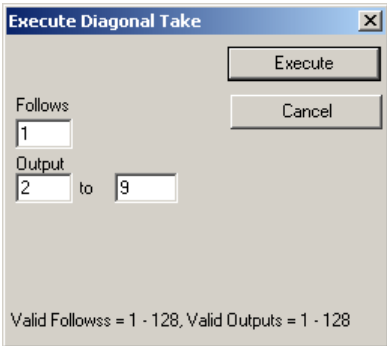 Execute Diagonal Take
Execute
Cancel
Follows
1
Output
2 to 9
Valid Followss = 1 - 128, Valid Outputs = 1 - 128